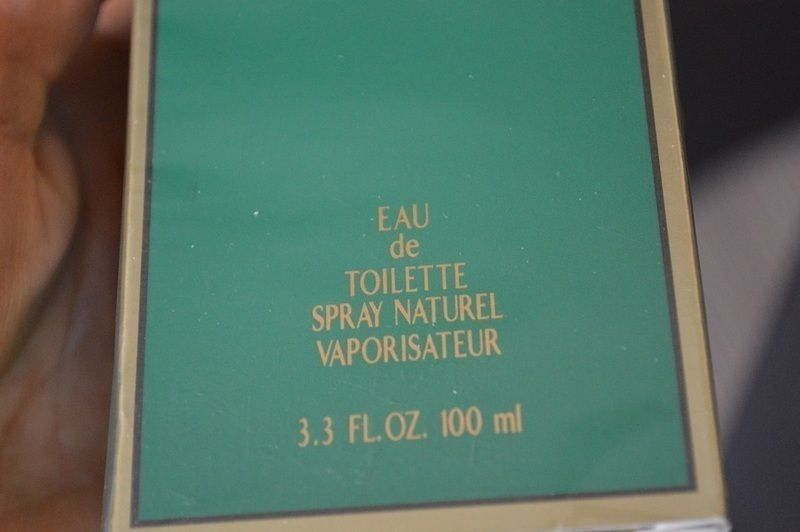 EAU
de
TOILETTE
SPRAY NATUREL
VAPORISATEUR
3.3 FL.OZ. 100 ml